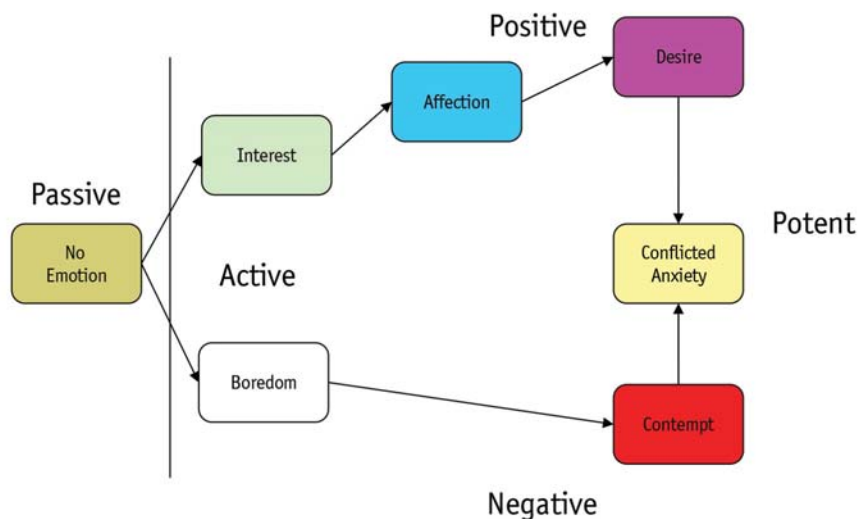 Positive
Desire
Affection
Interest
Passive
No
Emotion
Active
Conflicted
Anxiety
Potent
Boredom
Contempt
Negative